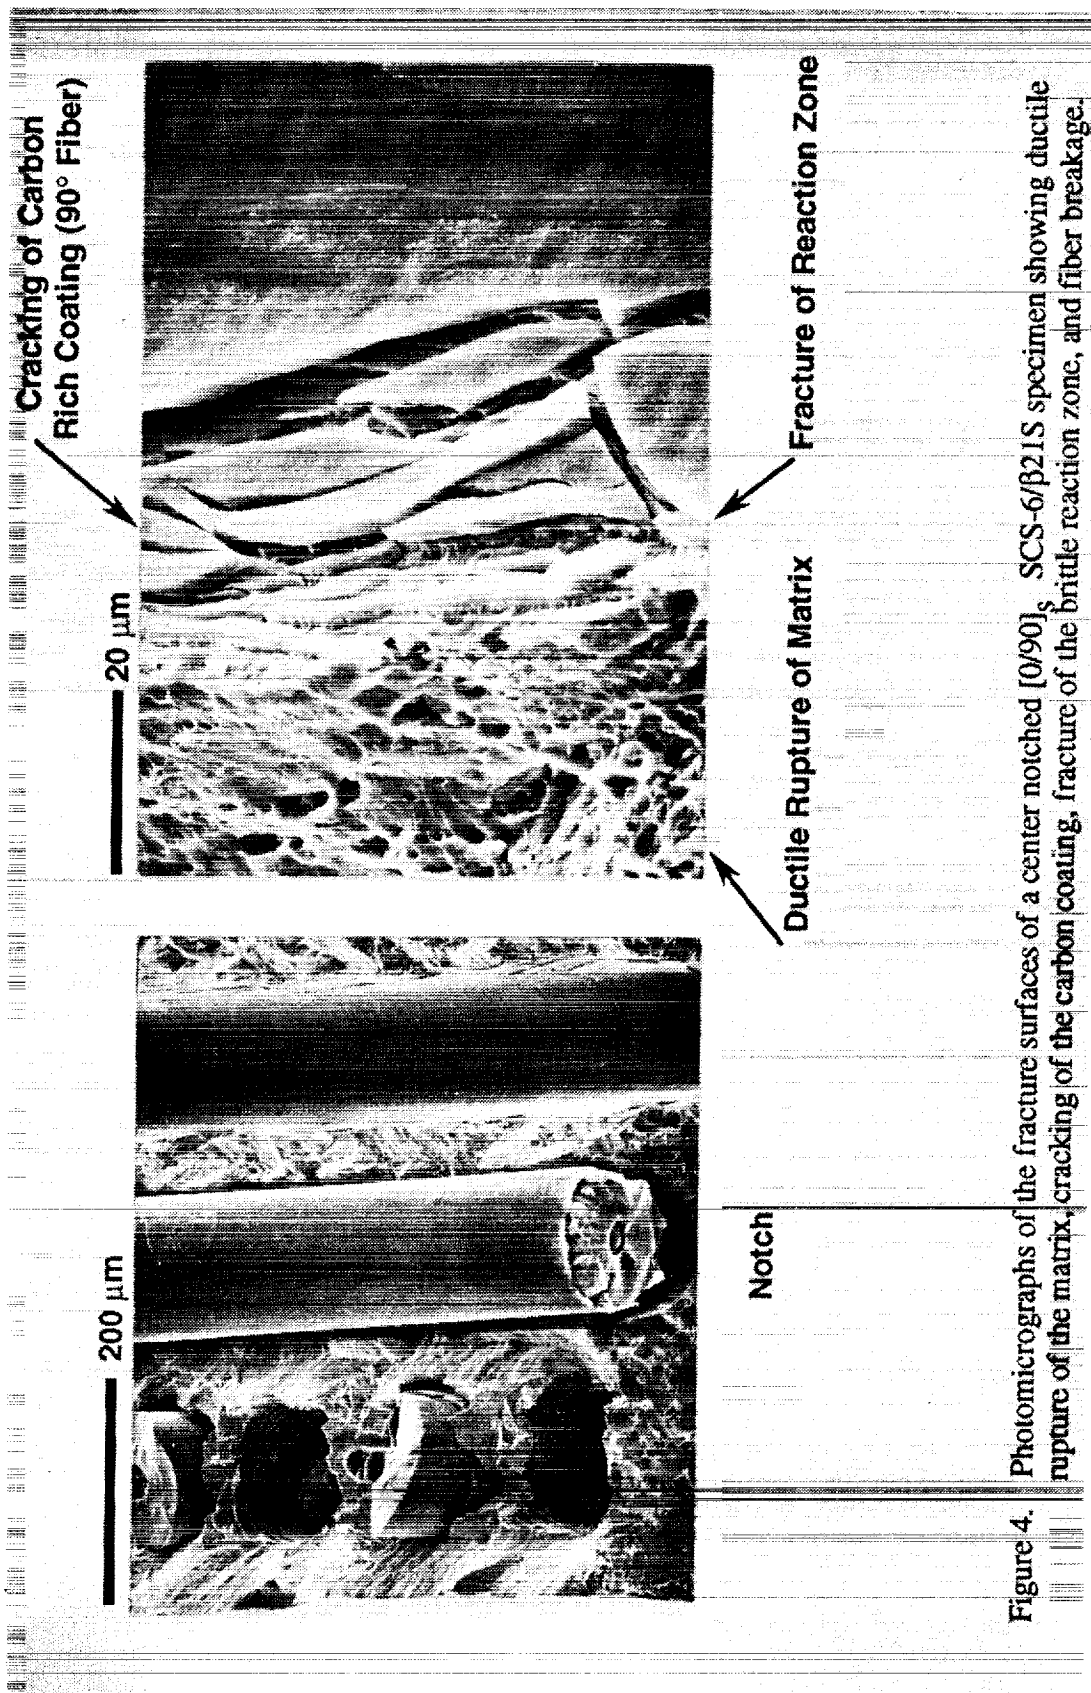 200 μm
20 μm
Cracking of Carbon
Rich Coating (90° Fiber)
Notch
Ductile Rupture of Matrix
Fracture of Reaction Zone
Figure 4. Photomicrographs of the fracture surfaces of a center notched [0/90]s SCS-6/β21S specimen showing ductile
rupture of the matrix, cracking of the carbon coating, fracture of the brittle reaction zone, and fiber breakage.